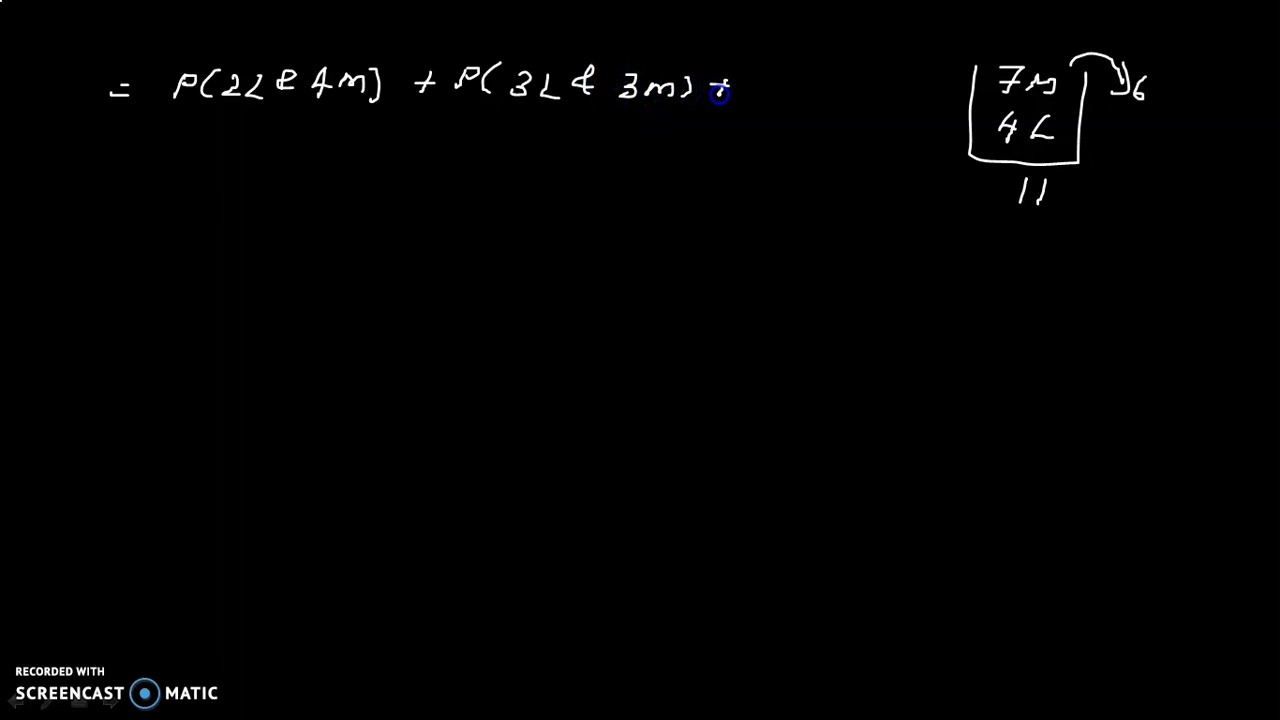 = P(2L & 4M) + P(3L & 3M) +
7M
4L
6
11
RECORDED WITH
SCREENCAST MATIC